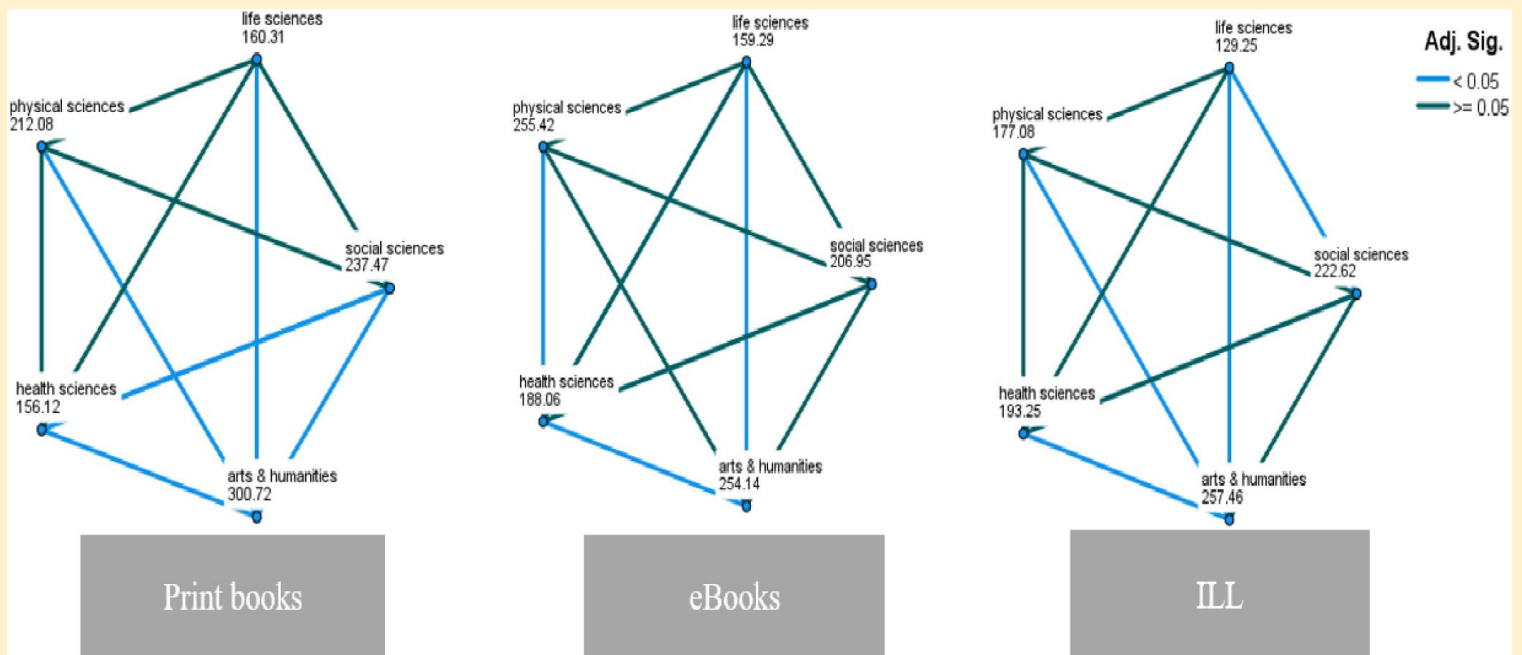 life sciences
160.31
physical sciences
212.08
social sciences
237.47
health sciences
156.12
arts & humanities
300.72
Print books
life sciences
159.29
physical sciences
255.42
social sciences
206.95
health sciences
188.06
arts & humanities
254.14
eBooks
life sciences
129.25
physical sciences
177.08
social sciences
222.62
health sciences
193.25
arts & humanities
257.46
ILL
Adj. Sig.
< 0.05
>= 0.05